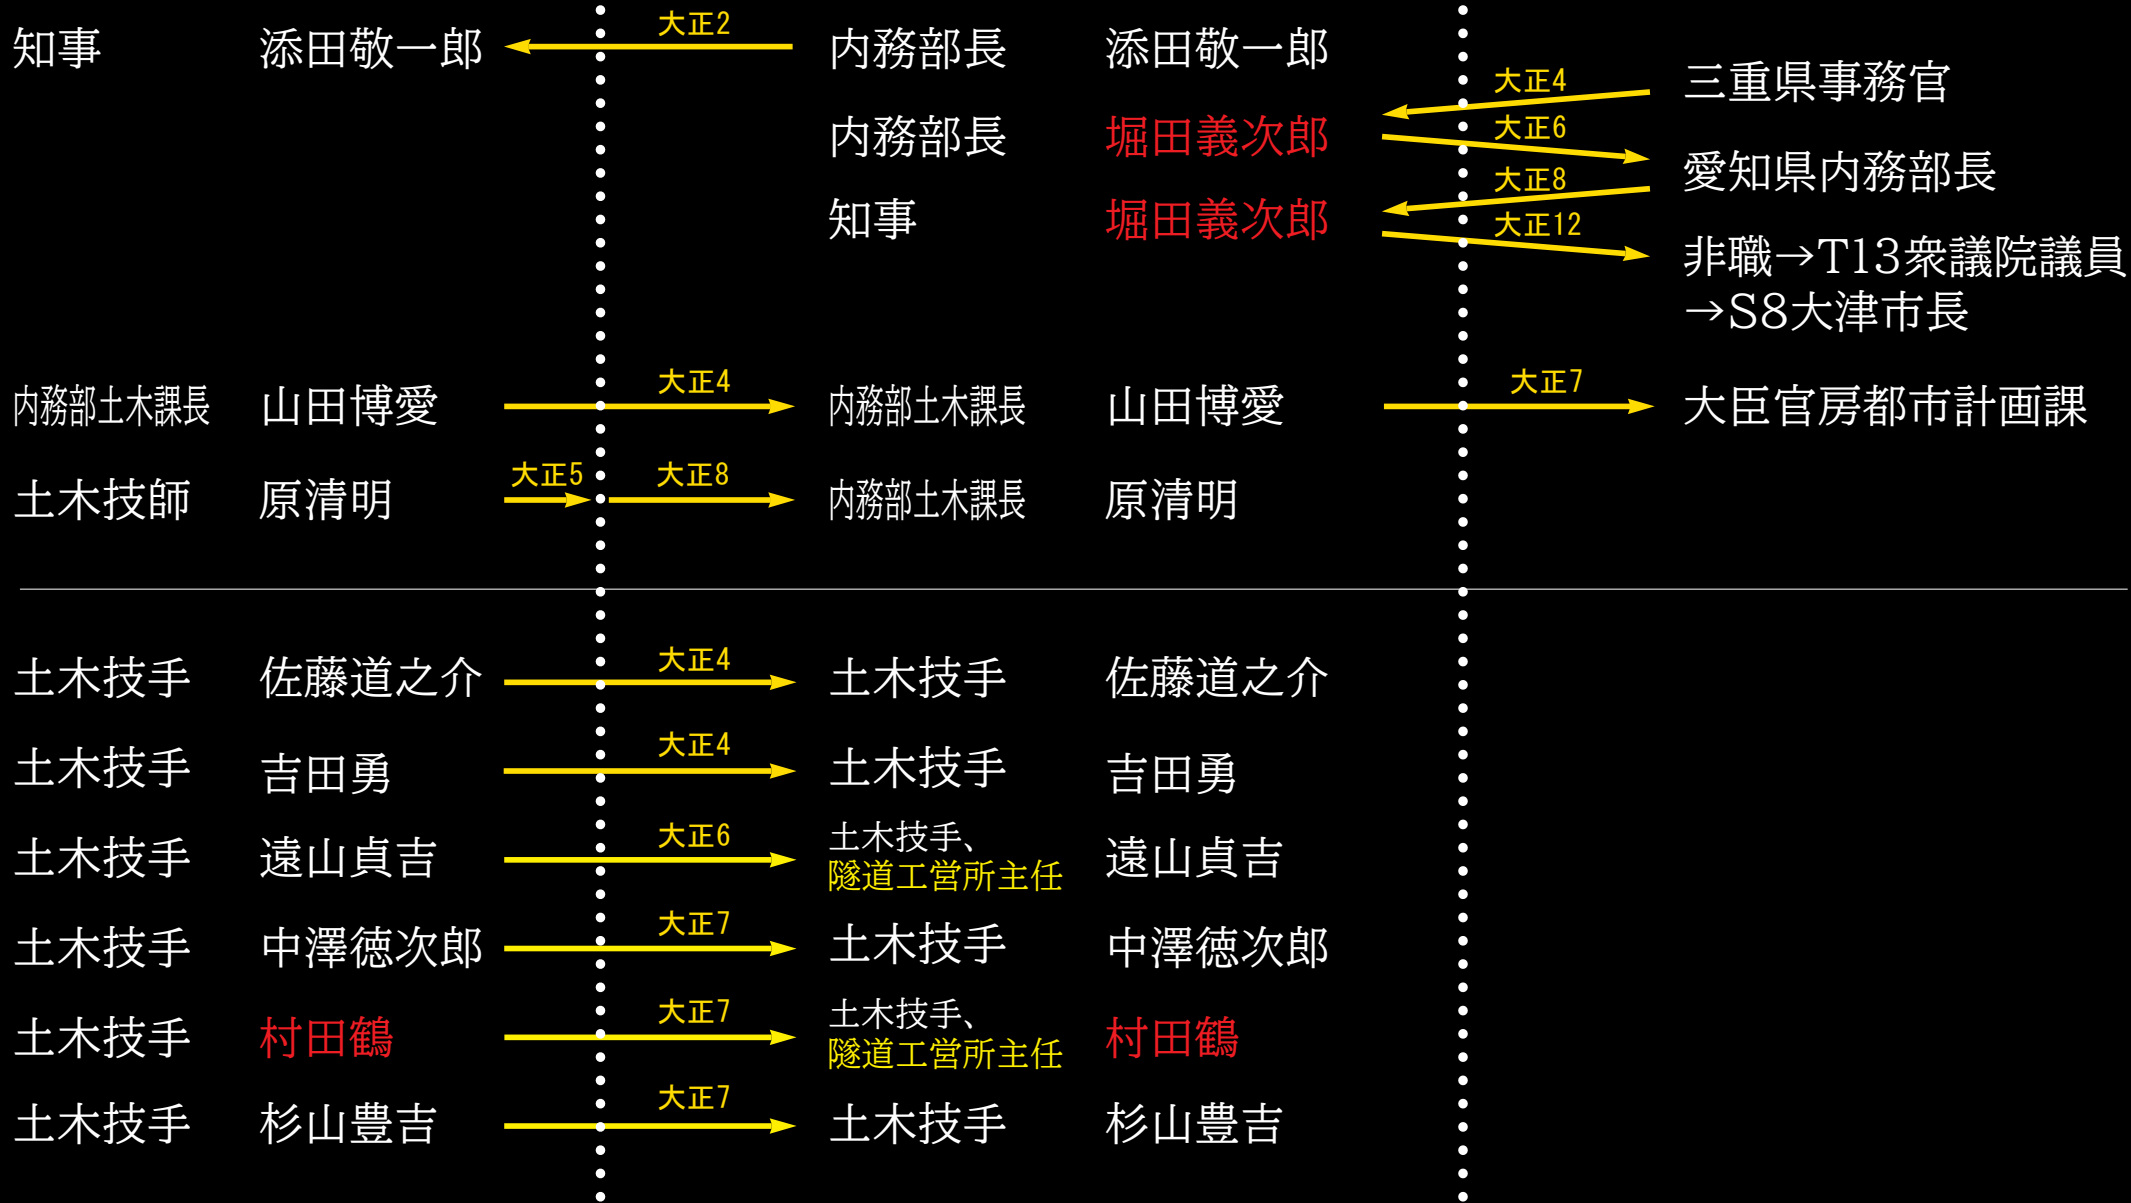 知事 添田敬一郎 大正2 内務部長 添田敬一郎
大正4 三重県事務官
内務部長 堀田義次郎 大正6
愛知県内務部長
大正8
知事 堀田義次郎 大正12
非職→T13衆議院議員
→S8大津市長
内務部土木課長 山田博愛 大正4 内務部土木課長 山田博愛 大正7 大臣官房都市計画課
土木技師 原清明 大正5 大正8 内務部土木課長 原清明
土木技手 佐藤道之介 大正4 土木技手 佐藤道之介
土木技手 吉田勇 大正4 土木技手 吉田勇
土木技手 遠山貞吉 大正6 土木技手、 遠山貞吉
隧道工営所主任
土木技手 中澤徳次郎 大正7 土木技手 中澤徳次郎
土木技手 村田鶴 大正7 土木技手、 村田鶴
隧道工営所主任
土木技手 杉山豊吉 大正7 土木技手 杉山豊吉